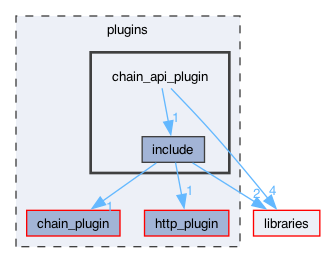 plugins
chain_api_plugin
1
include
1
1
2
4
chain_plugin
http_plugin
libraries